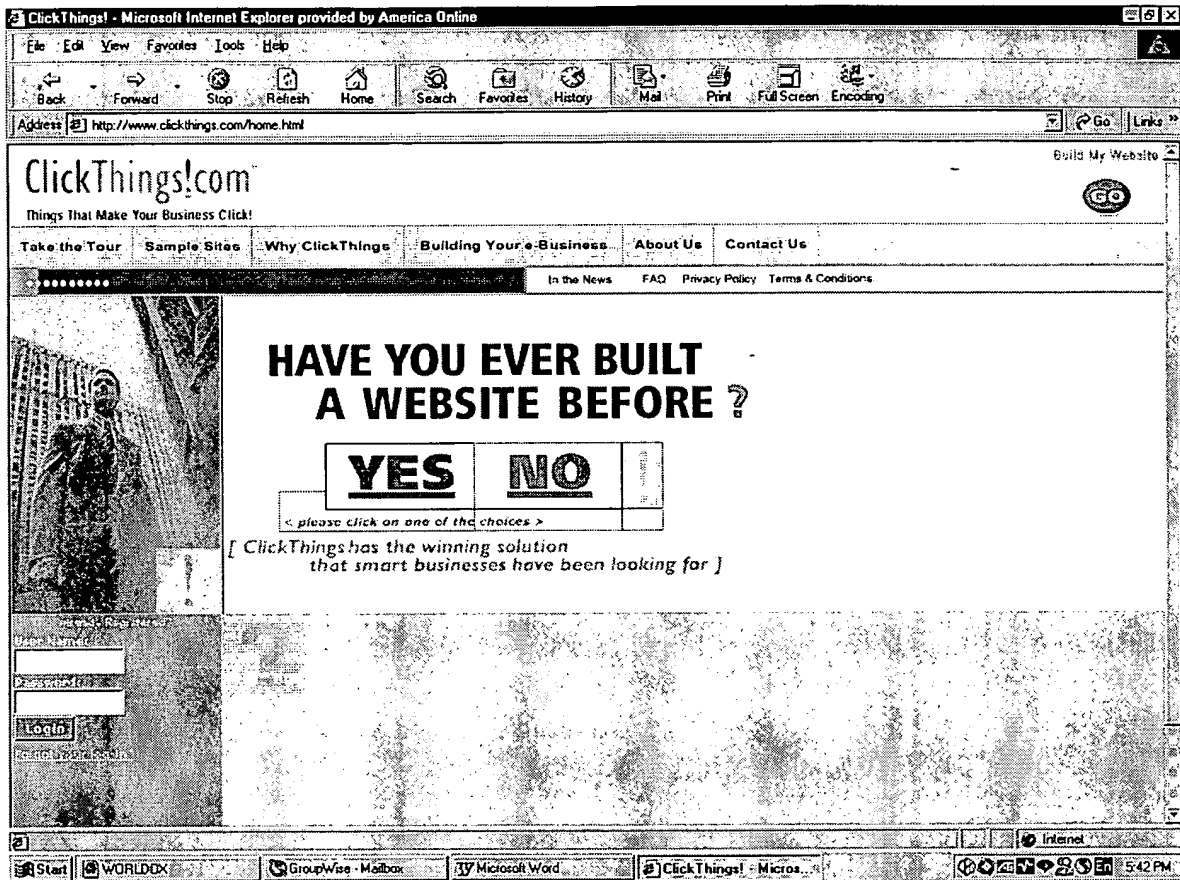 ClickThings! - Microsoft Internet Explorer provided by America Online
File Edit View Favorites Tools Help
Back Forward Stop Refresh Home Search Favorites History Mail Print Full Screen Encoding
Address http://www.clickthings.com/home.html Go Links »
Build My Website
ClickThings!com
GO
Things That Make Your Business Click!
Take the Tour Sample Sites Why ClickThings Building Your e-Business About Us Contact Us
In the News FAQ Privacy Policy Terms & Conditions
HAVE YOU EVER BUILT
A WEBSITE BEFORE ?
YES NO !
< please click on one of the choices >
[ ClickThings has the winning solution
that smart businesses have been looking for ]
!
Registered
User Name:
Password:
Login
Internet
Start WORLDOX GroupWise - Mailbox Microsoft Word ClickThings! - Micros... En 5:42 PM